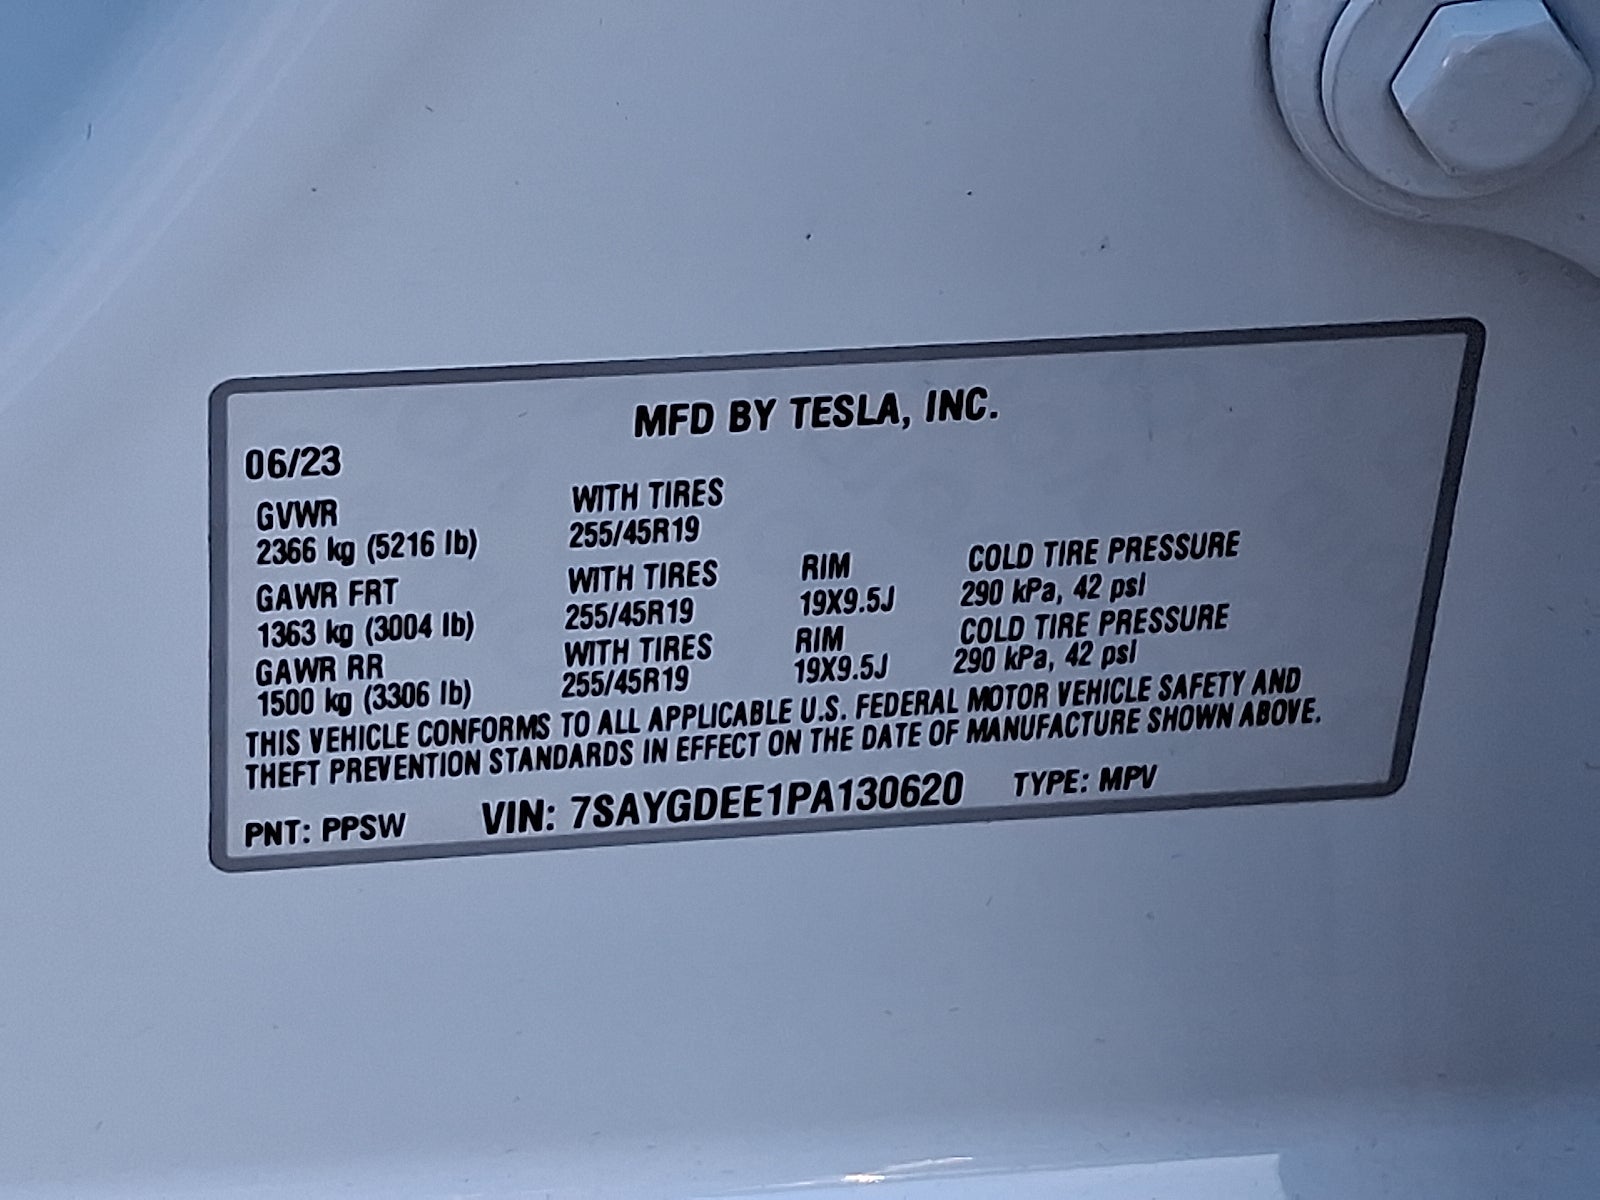 MFD BY TESLA, INC.
06/23
GVWR WITH TIRES
2366 kg (5216 lb) 255/45R19
GAWR FRT WITH TIRES RIM COLD TIRE PRESSURE
1363 kg (3004 lb) 255/45R19 19X9.5J 290 kPa, 42 psi
GAWR RR WITH TIRES RIM COLD TIRE PRESSURE
1500 kg (3306 lb) 255/45R19 19X9.5J 290 kPa, 42 psi
THIS VEHICLE CONFORMS TO ALL APPLICABLE U.S. FEDERAL MOTOR VEHICLE SAFETY AND
THEFT PREVENTION STANDARDS IN EFFECT ON THE DATE OF MANUFACTURE SHOWN ABOVE.
PNT: PPSW VIN: 7SAYGDEE1PA130620 TYPE: MPV